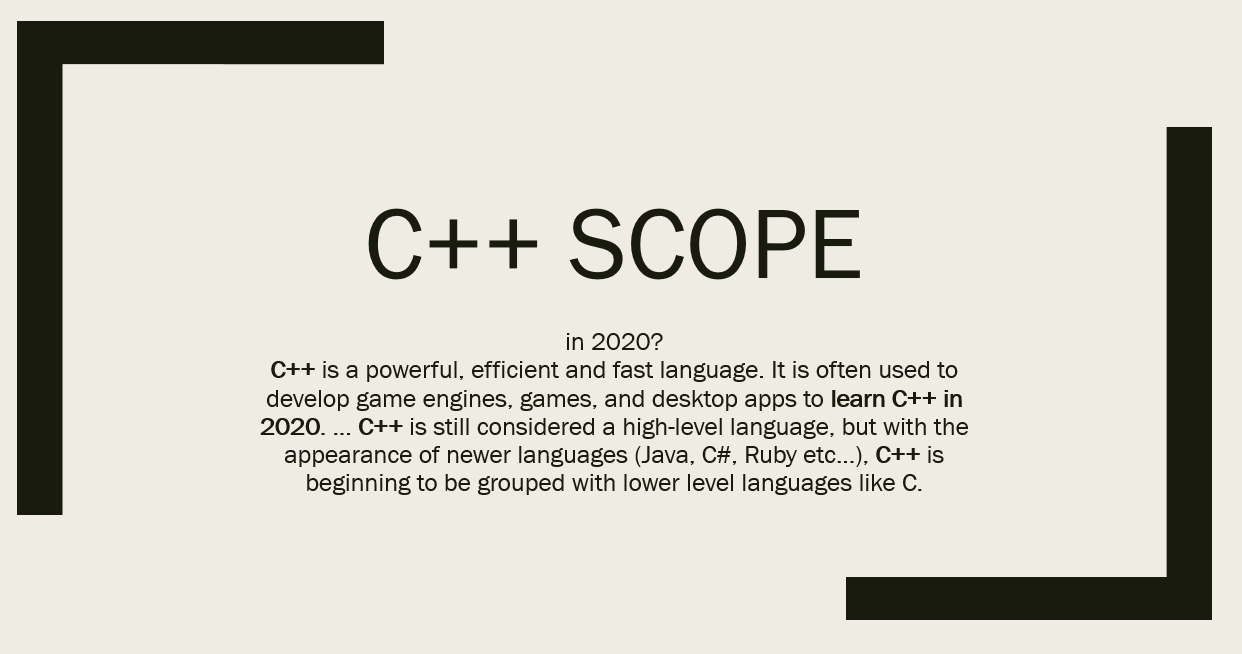 C++ SCOPE
in 2020?
C++ is a powerful, efficient and fast language. It is often used to
develop game engines, games, and desktop apps to learn C++ in
2020. ... C++ is still considered a high-level language, but with the
appearance of newer languages (Java, C#, Ruby etc...), C++ is
beginning to be grouped with lower level languages like C.